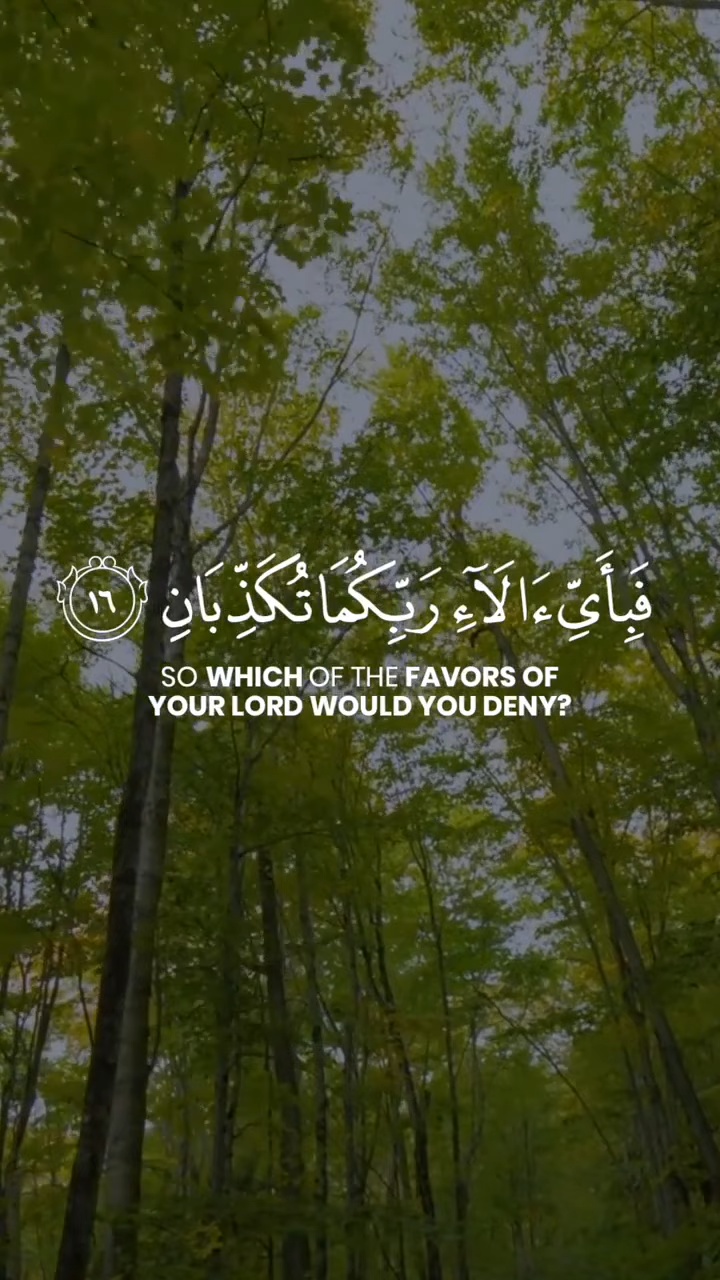 فَبِأَيِّ ءَالَآءِ رَبِّكُمَا تُكَذِّبَانِ ١٦
SO WHICH OF THE FAVORS OF
YOUR LORD WOULD YOU DENY?